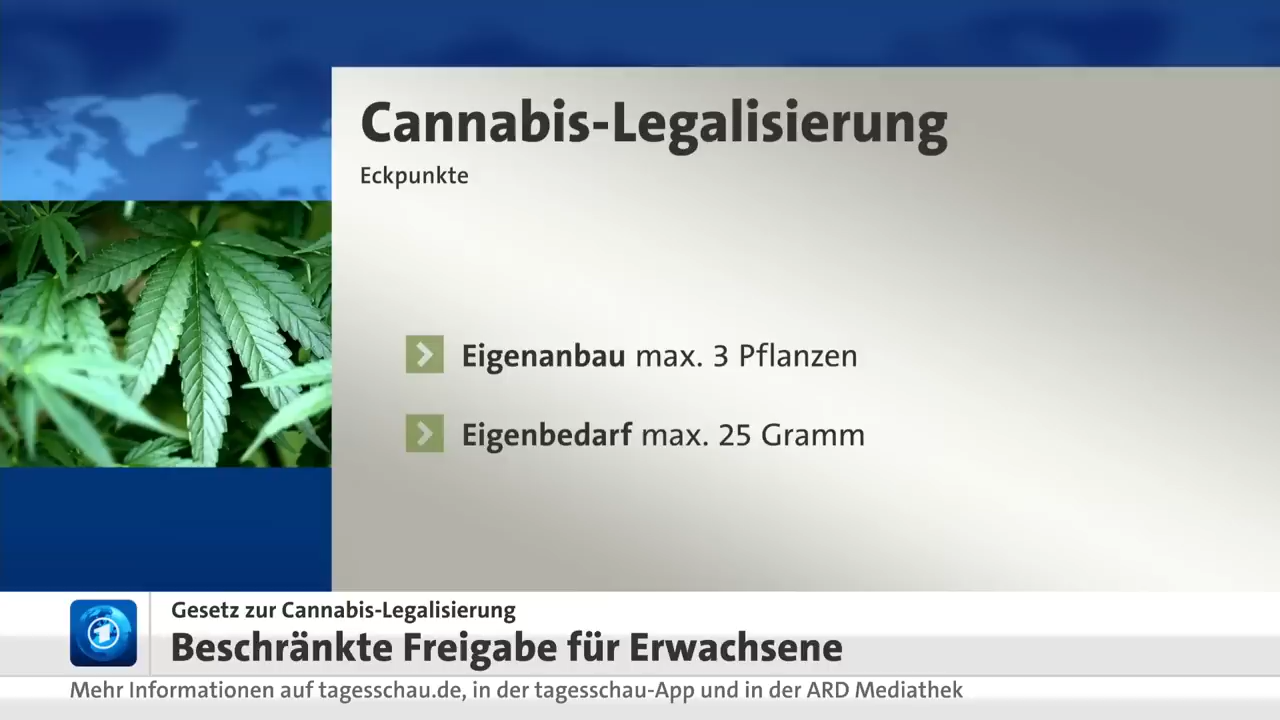 Cannabis-Legalisierung
Eckpunkte
Eigenanbau max. 3 Pflanzen
Eigenbedarf max. 25 Gramm
Gesetz zur Cannabis-Legalisierung
Beschränkte Freigabe für Erwachsene
Mehr Informationen auf tagesschau.de, in der tagesschau-App und in der ARD Mediathek